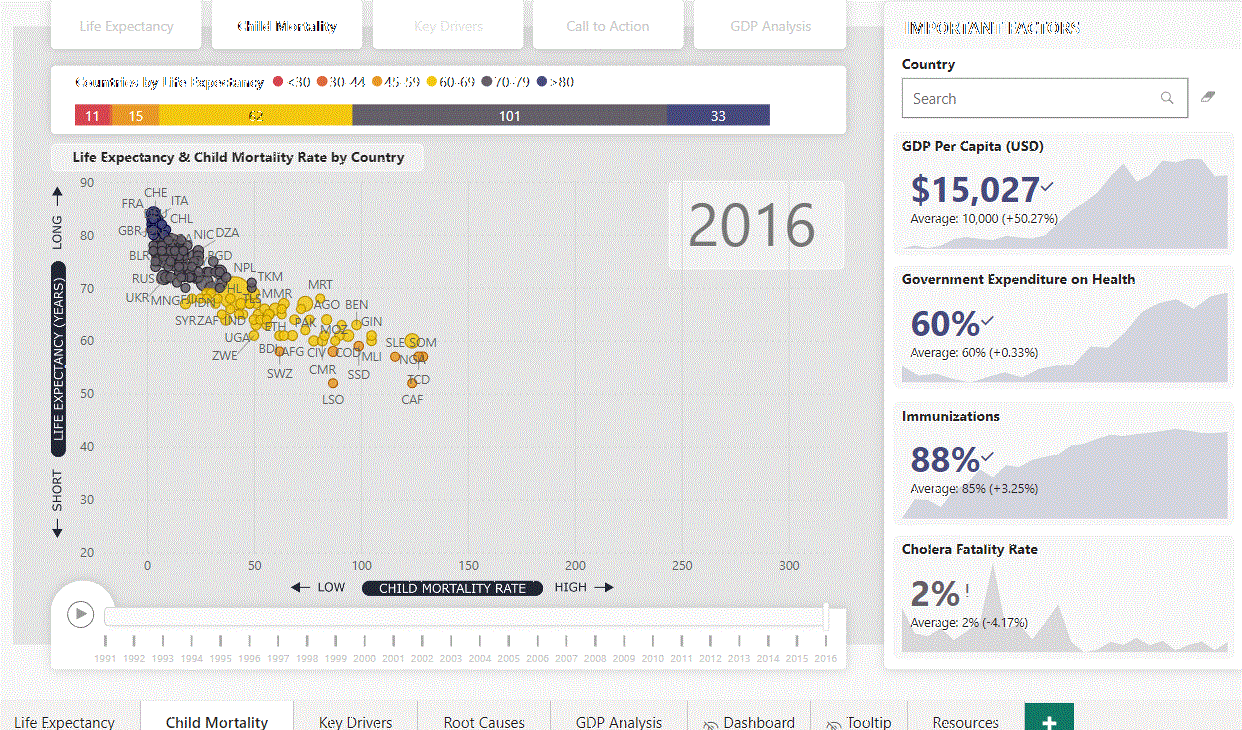 Life Expectancy Child Mortality Key Drivers Call to Action GDP Analysis
IMPORTANT FACTORS
Countries by Life Expectancy <30 30-44 45-59 60-69 70-79 >80
11 15 62 101 33
Country
Search
Life Expectancy & Child Mortality Rate by Country
2016
LONG
LIFE EXPECTANCY (YEARS)
SHORT
90
80
70
60
50
40
30
20
CHE
FRA ITA
CHL
GBR NIC DZA
BLR BGD
RUS NPL TKM
UKR MNG IDN TLS MMR MRT
SYR ZAF IND AGO BEN
ETH PAK MOZ GIN
UGA SLE SOM
ZWE BDI AFG CIV COD MLI NGA
SWZ CMR SSD TCD
LSO CAF
0 50 100 150 200 250 300
LOW CHILD MORTALITY RATE HIGH
1991 1992 1993 1994 1995 1996 1997 1998 1999 2000 2001 2002 2003 2004 2005 2006 2007 2008 2009 2010 2011 2012 2013 2014 2015 2016
GDP Per Capita (USD)
$15,027
Average: 10,000 (+50.27%)
Government Expenditure on Health
60%
Average: 60% (+0.33%)
Immunizations
88%
Average: 85% (+3.25%)
Cholera Fatality Rate
2% !
Average: 2% (-4.17%)
Life Expectancy Child Mortality Key Drivers Root Causes GDP Analysis Dashboard Tooltip Resources +